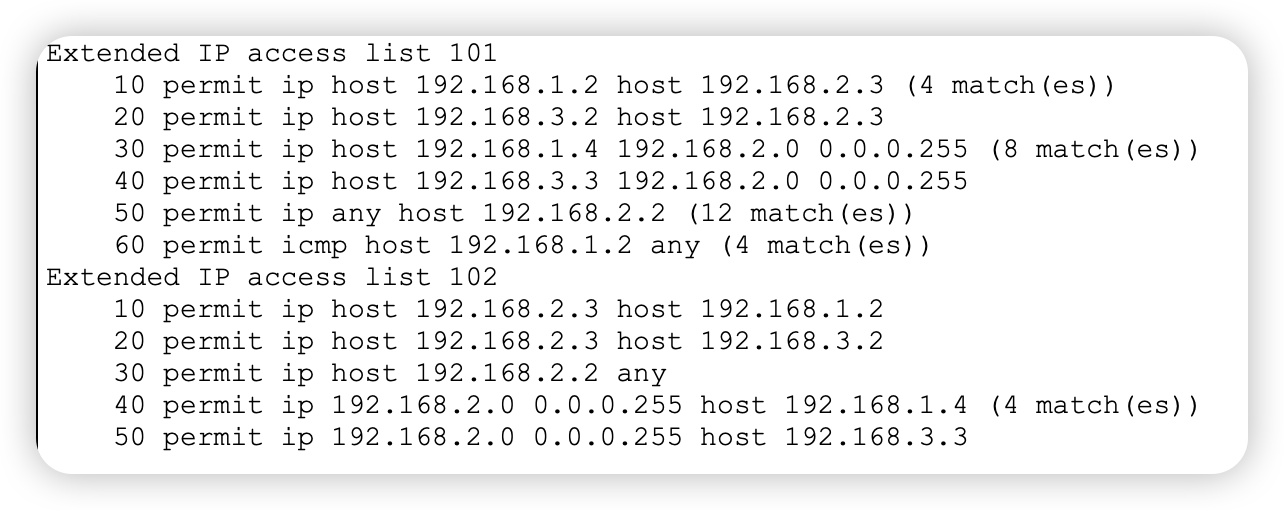 Extended IP access list 101
10 permit ip host 192.168.1.2 host 192.168.2.3 (4 match(es))
20 permit ip host 192.168.3.2 host 192.168.2.3
30 permit ip host 192.168.1.4 192.168.2.0 0.0.0.255 (8 match(es))
40 permit ip host 192.168.3.3 192.168.2.0 0.0.0.255
50 permit ip any host 192.168.2.2 (12 match(es))
60 permit icmp host 192.168.1.2 any (4 match(es))
Extended IP access list 102
10 permit ip host 192.168.2.3 host 192.168.1.2
20 permit ip host 192.168.2.3 host 192.168.3.2
30 permit ip host 192.168.2.2 any
40 permit ip 192.168.2.0 0.0.0.255 host 192.168.1.4 (4 match(es))
50 permit ip 192.168.2.0 0.0.0.255 host 192.168.3.3